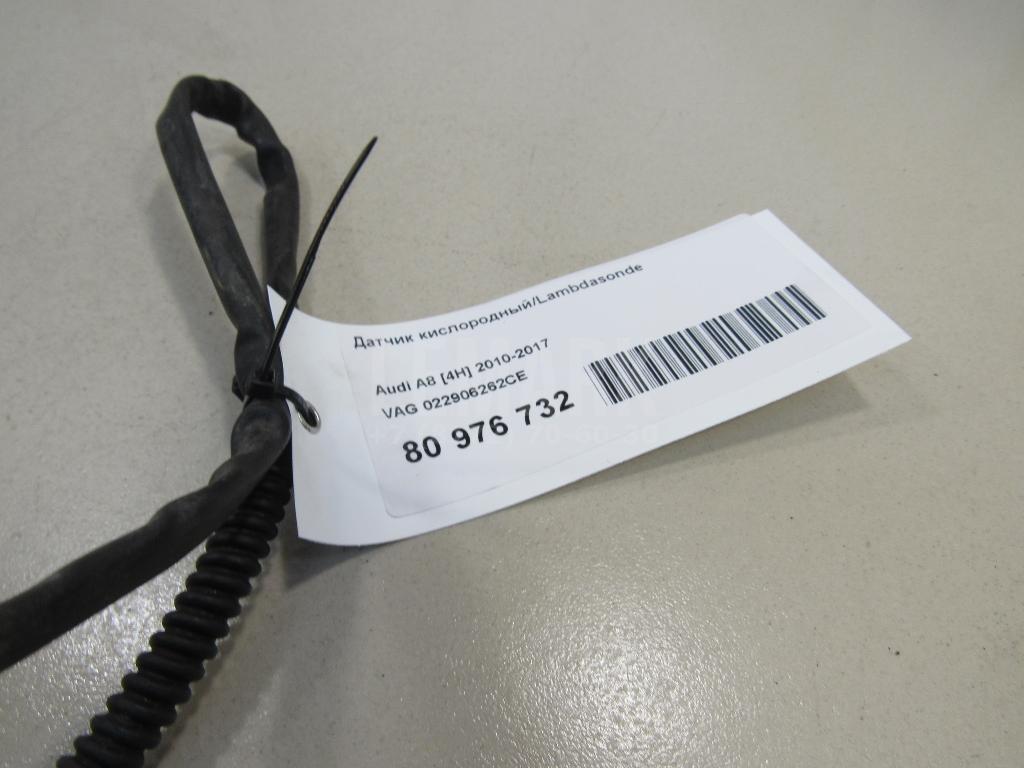 Датчик кислородный/Lambdasonde
Audi A8 [4H] 2010-2017
VAG 022906262CE
80 976 732